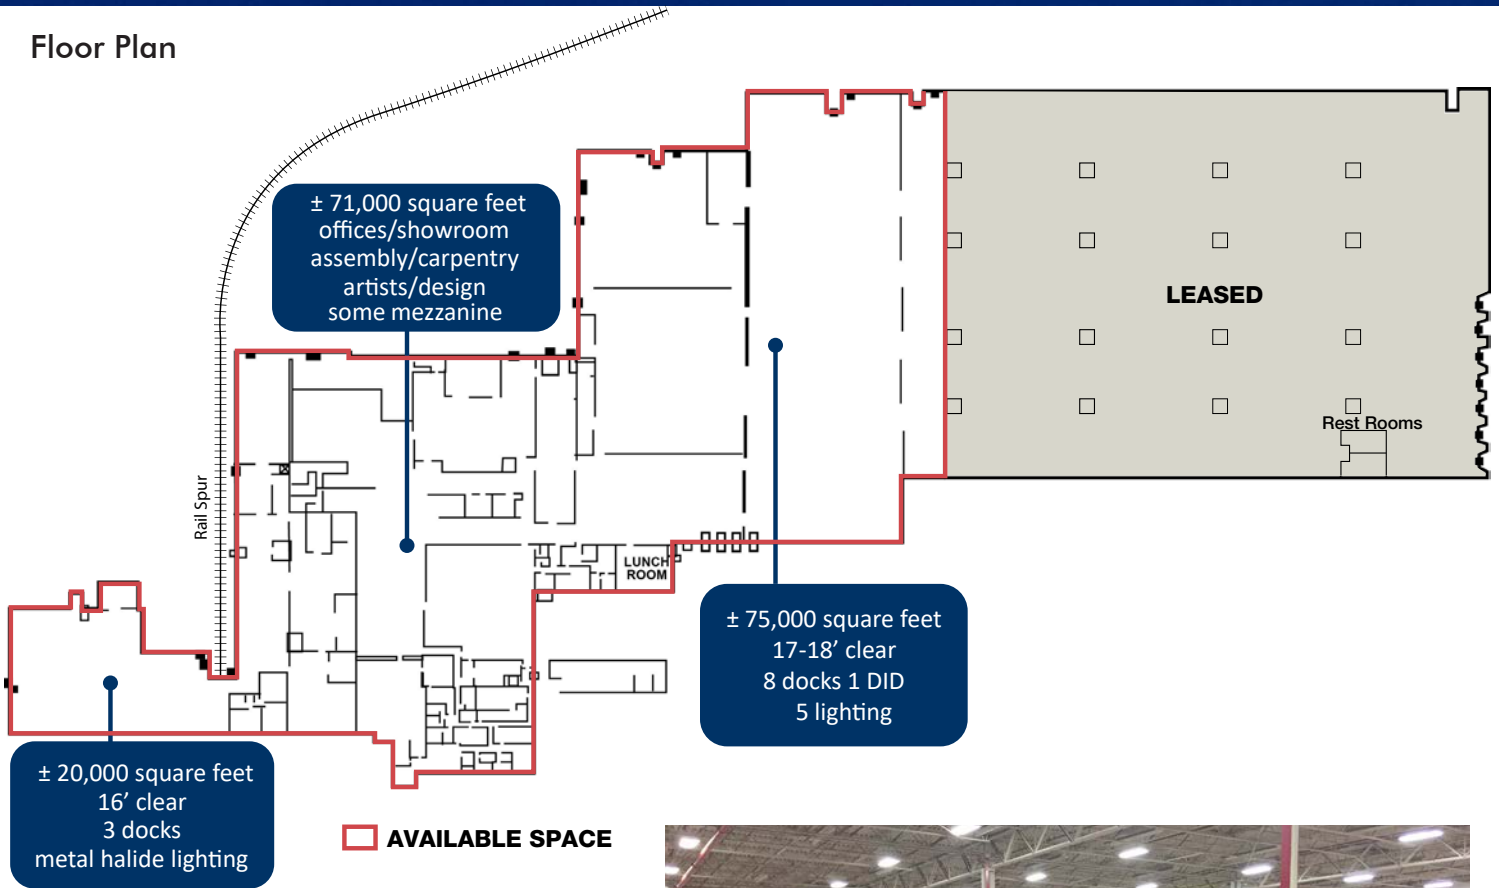 Floor Plan
± 71,000 square feet
offices/showroom
assembly/carpentry
artists/design
some mezzanine
LEASED
Rest Rooms
Rail Spur
LUNCH
ROOM
± 75,000 square feet
17-18’ clear
8 docks 1 DID
5 lighting
± 20,000 square feet
16’ clear
3 docks
metal halide lighting
AVAILABLE SPACE